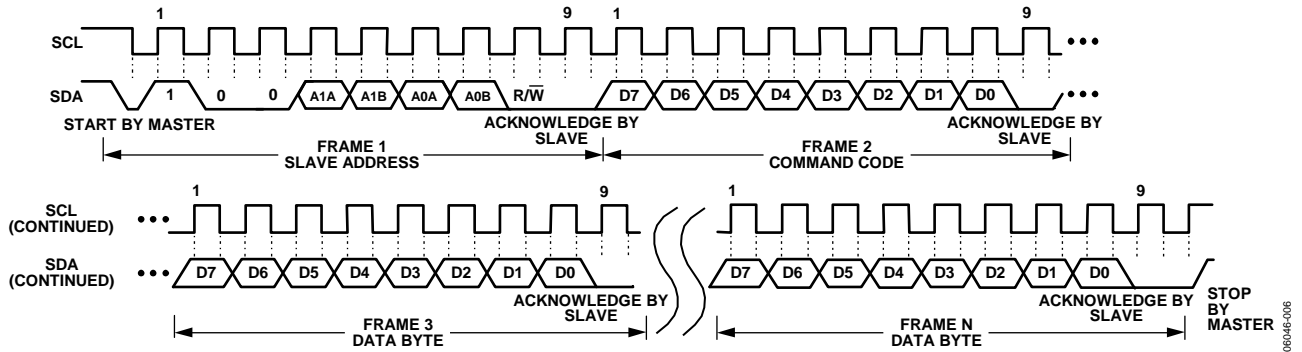 1 9 1 9
SCL
SDA 1 0 0 A1A A1B A0A A0B R/W̅ D7 D6 D5 D4 D3 D2 D1 D0
START BY MASTER ACKNOWLEDGE BY SLAVE ACKNOWLEDGE BY SLAVE
FRAME 1 SLAVE ADDRESS FRAME 2 COMMAND CODE
1 9 1 9
SCL (CONTINUED)
SDA (CONTINUED) D7 D6 D5 D4 D3 D2 D1 D0 D7 D6 D5 D4 D3 D2 D1 D0
ACKNOWLEDGE BY SLAVE ACKNOWLEDGE BY SLAVE STOP BY MASTER
FRAME 3 DATA BYTE FRAME N DATA BYTE
06046-006